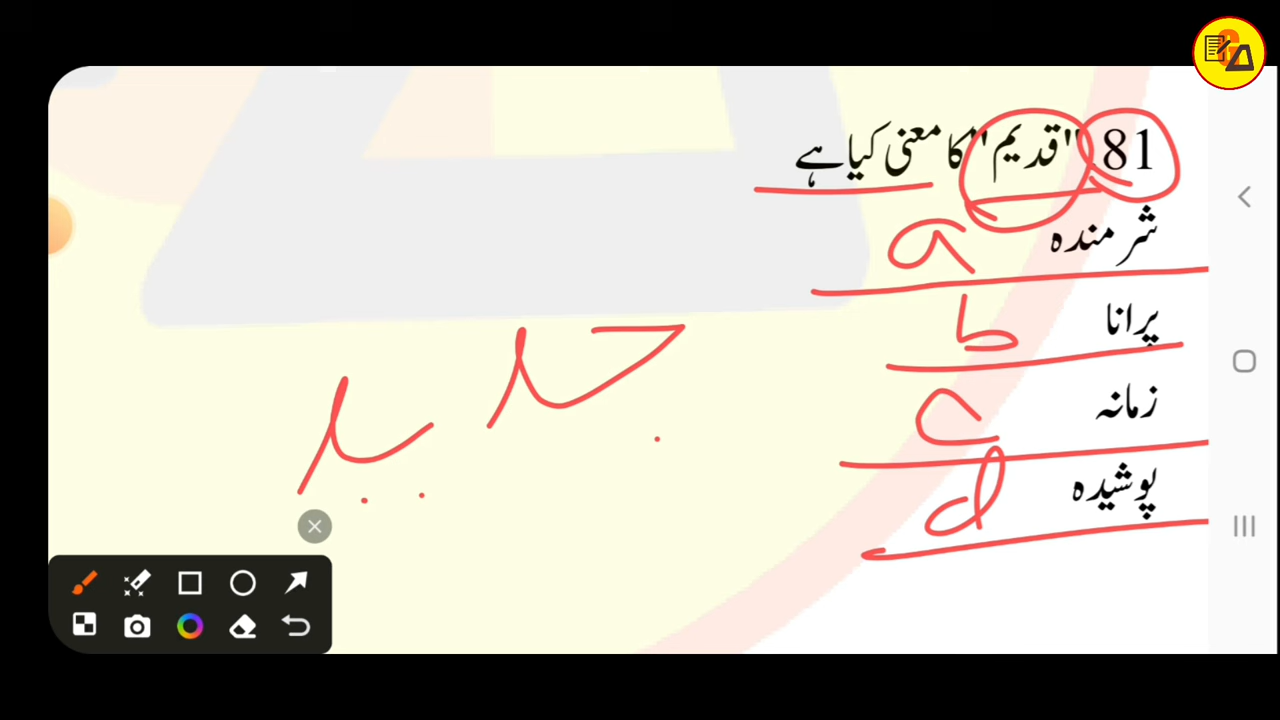 81 "قدیم" کا معنی کیا ہے
شرمندہ a
پرانا b
زمانہ c
پوشیدہ d
جدید